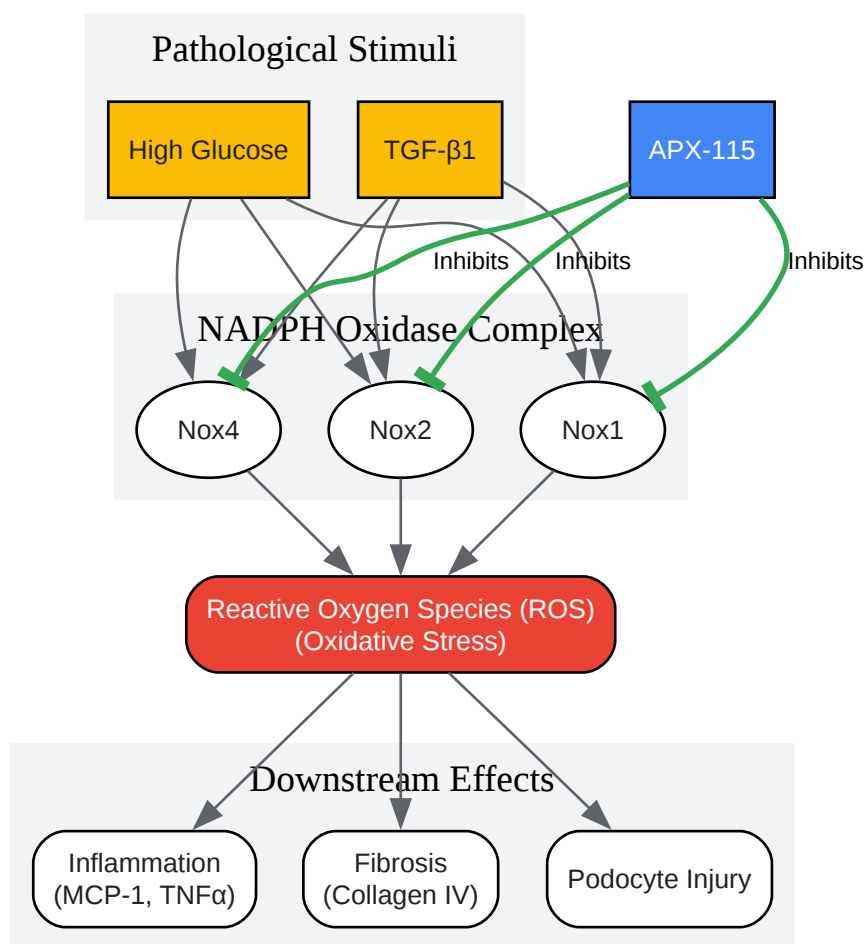 Pathological Stimuli
High Glucose
TGF-β1
APX-115
Inhibits
Inhibits
Inhibits
NADPH Oxidase Complex
Nox4
Nox2
Nox1
Reactive Oxygen Species (ROS)
(Oxidative Stress)
Downstream Effects
Inflammation
(MCP-1, TNFα)
Fibrosis
(Collagen IV)
Podocyte Injury